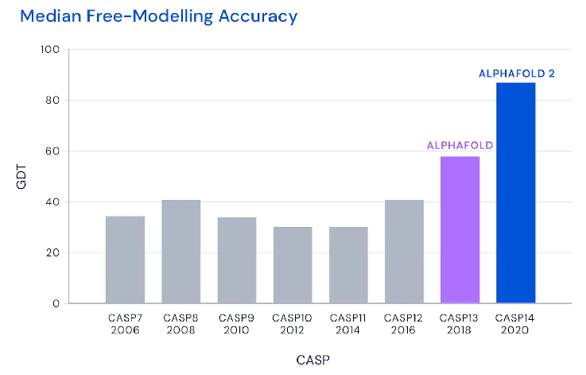 Median Free-Modelling Accuracy
100
ALPHAFOLD 2
80
ALPHAFOLD
60
GDT
40
20
0
CASP7 CASP8 CASP9 CASP10 CASP11 CASP12 CASP13 CASP14
2006 2008 2010 2012 2014 2016 2018 2020
CASP